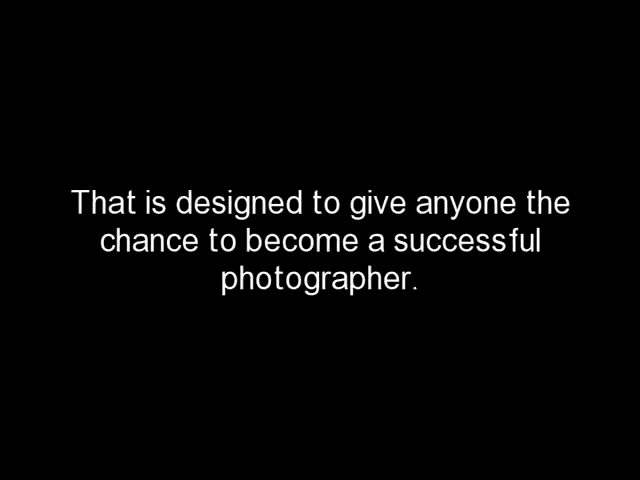 That is designed to give anyone the
chance to become a successful
photographer.